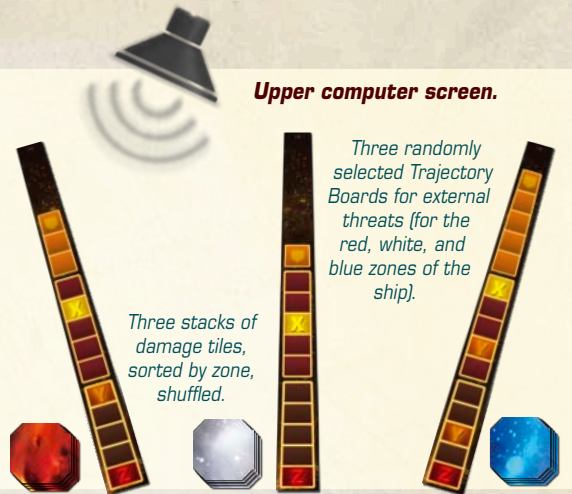 Upper computer screen.
Three randomly
selected Trajectory
Boards for external
threats (for the
red, white, and
blue zones of the
ship).
Three stacks of
damage tiles,
sorted by zone,
shuffled.
X
Y
Z
X
Z
X
Y
Y
Z